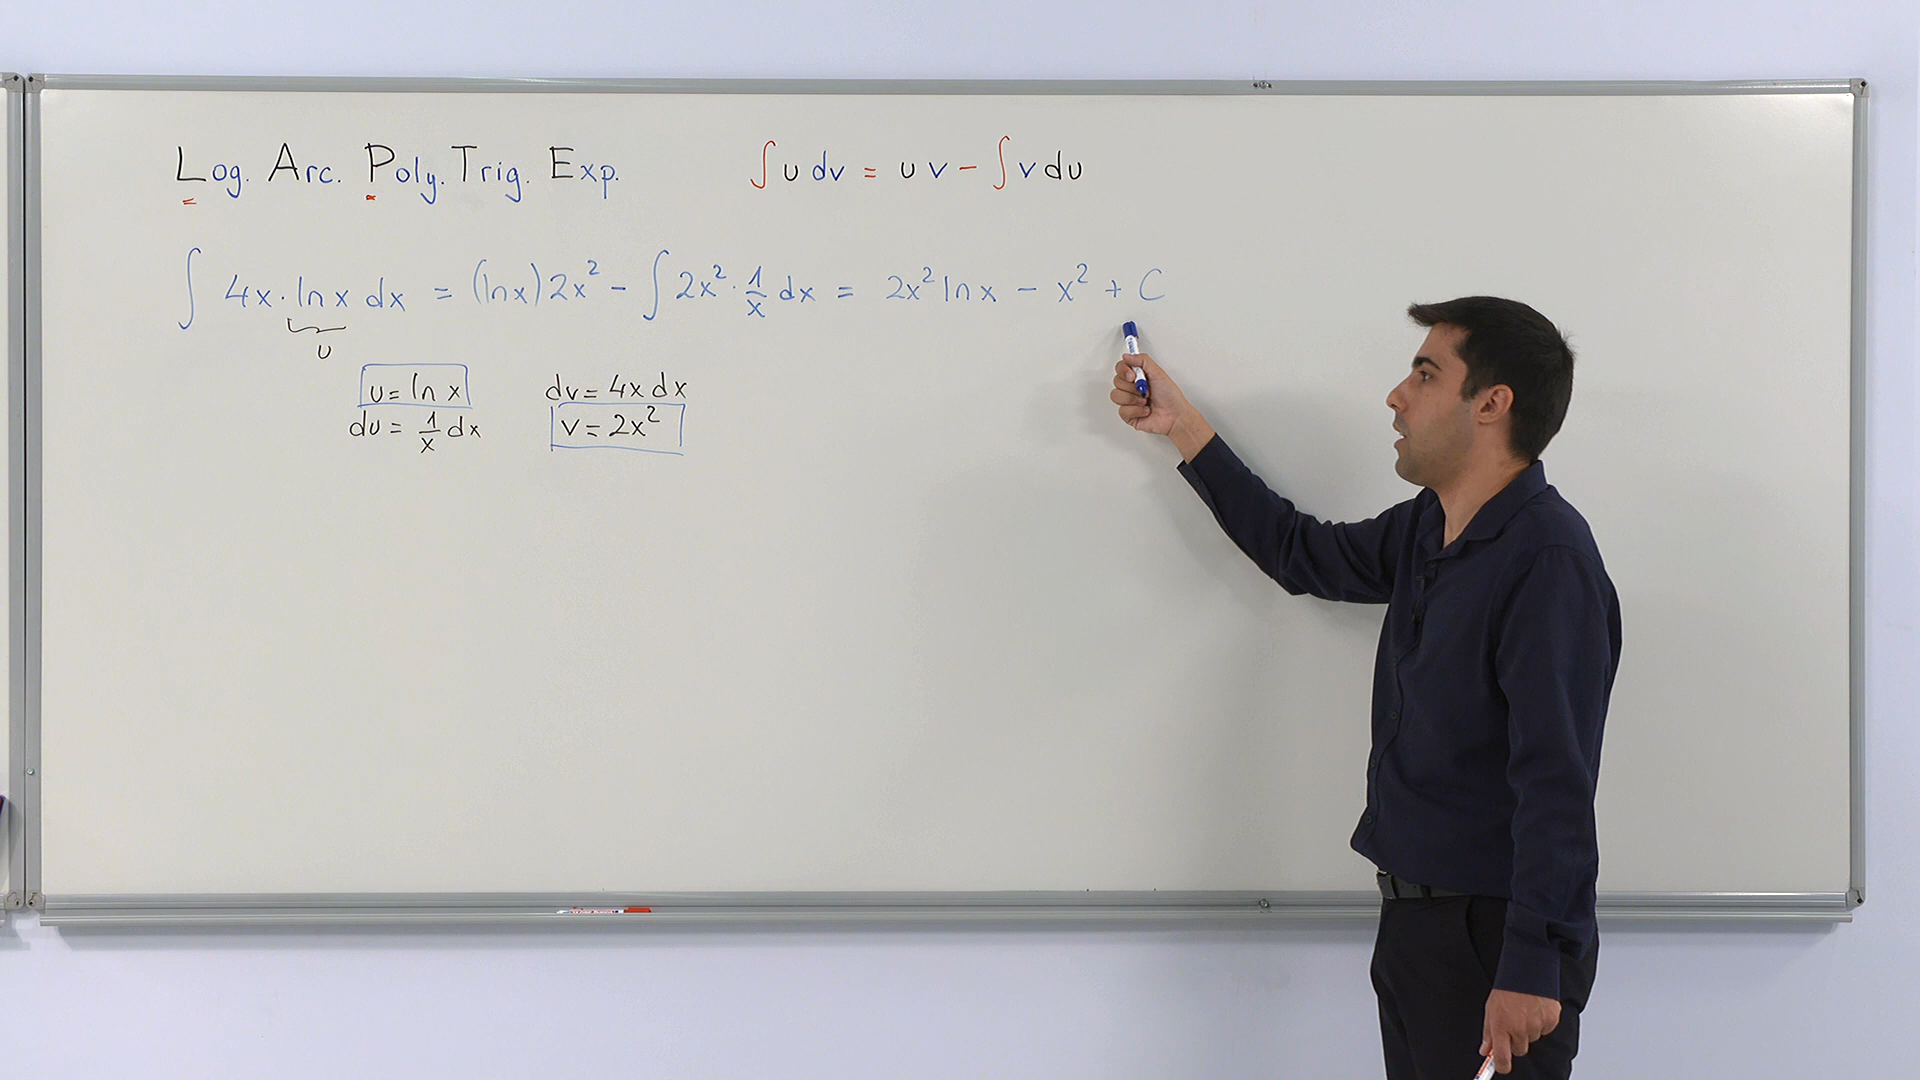 Log. Arc. Poly. Trig. Exp. ∫ u dv = u v - ∫ v du
∫ 4x · ln x dx = (ln x) 2x² - ∫ 2x² · 1/x dx = 2x² ln x - x² + C
u
u = ln x dv = 4x dx
du = 1/x dx v = 2x²